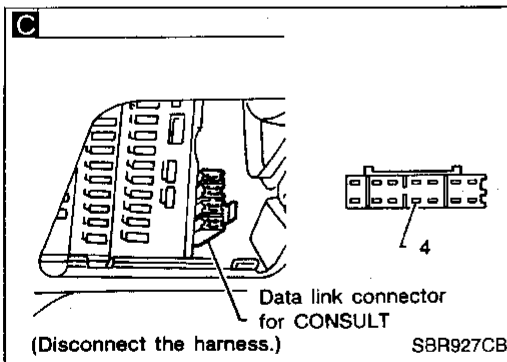 C
4
Data link connector
for CONSULT
(Disconnect the harness.)
SBR927CB